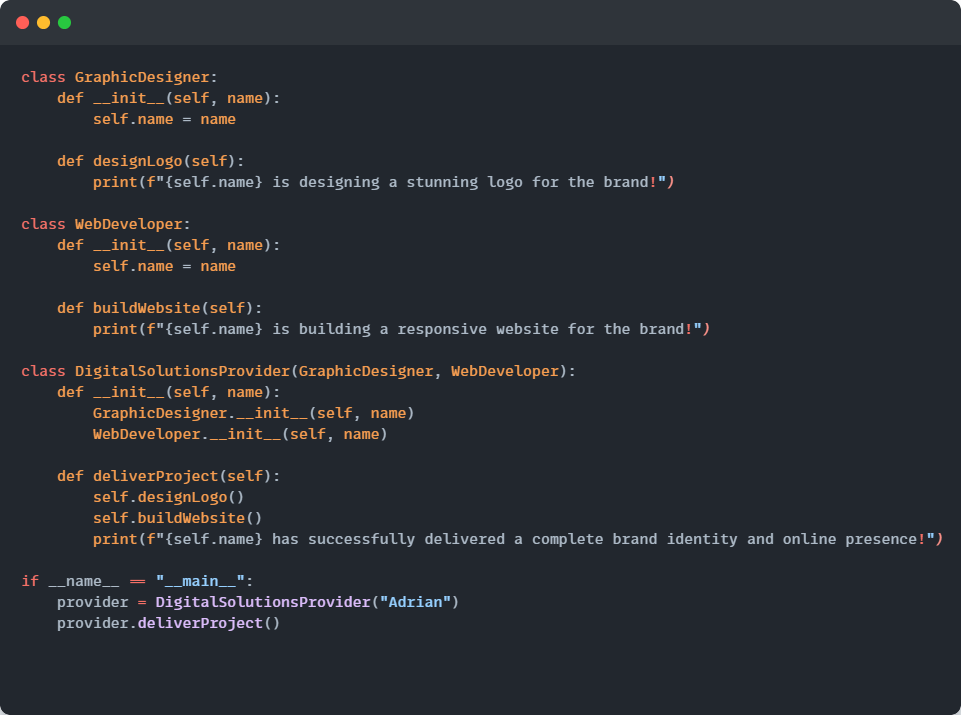 class GraphicDesigner:
    def __init__(self, name):
        self.name = name

    def designLogo(self):
        print(f"{self.name} is designing a stunning logo for the brand!")

class WebDeveloper:
    def __init__(self, name):
        self.name = name

    def buildWebsite(self):
        print(f"{self.name} is building a responsive website for the brand!")

class DigitalSolutionsProvider(GraphicDesigner, WebDeveloper):
    def __init__(self, name):
        GraphicDesigner.__init__(self, name)
        WebDeveloper.__init__(self, name)

    def deliverProject(self):
        self.designLogo()
        self.buildWebsite()
        print(f"{self.name} has successfully delivered a complete brand identity and online presence!")

if __name__ == "__main__":
    provider = DigitalSolutionsProvider("Adrian")
    provider.deliverProject()